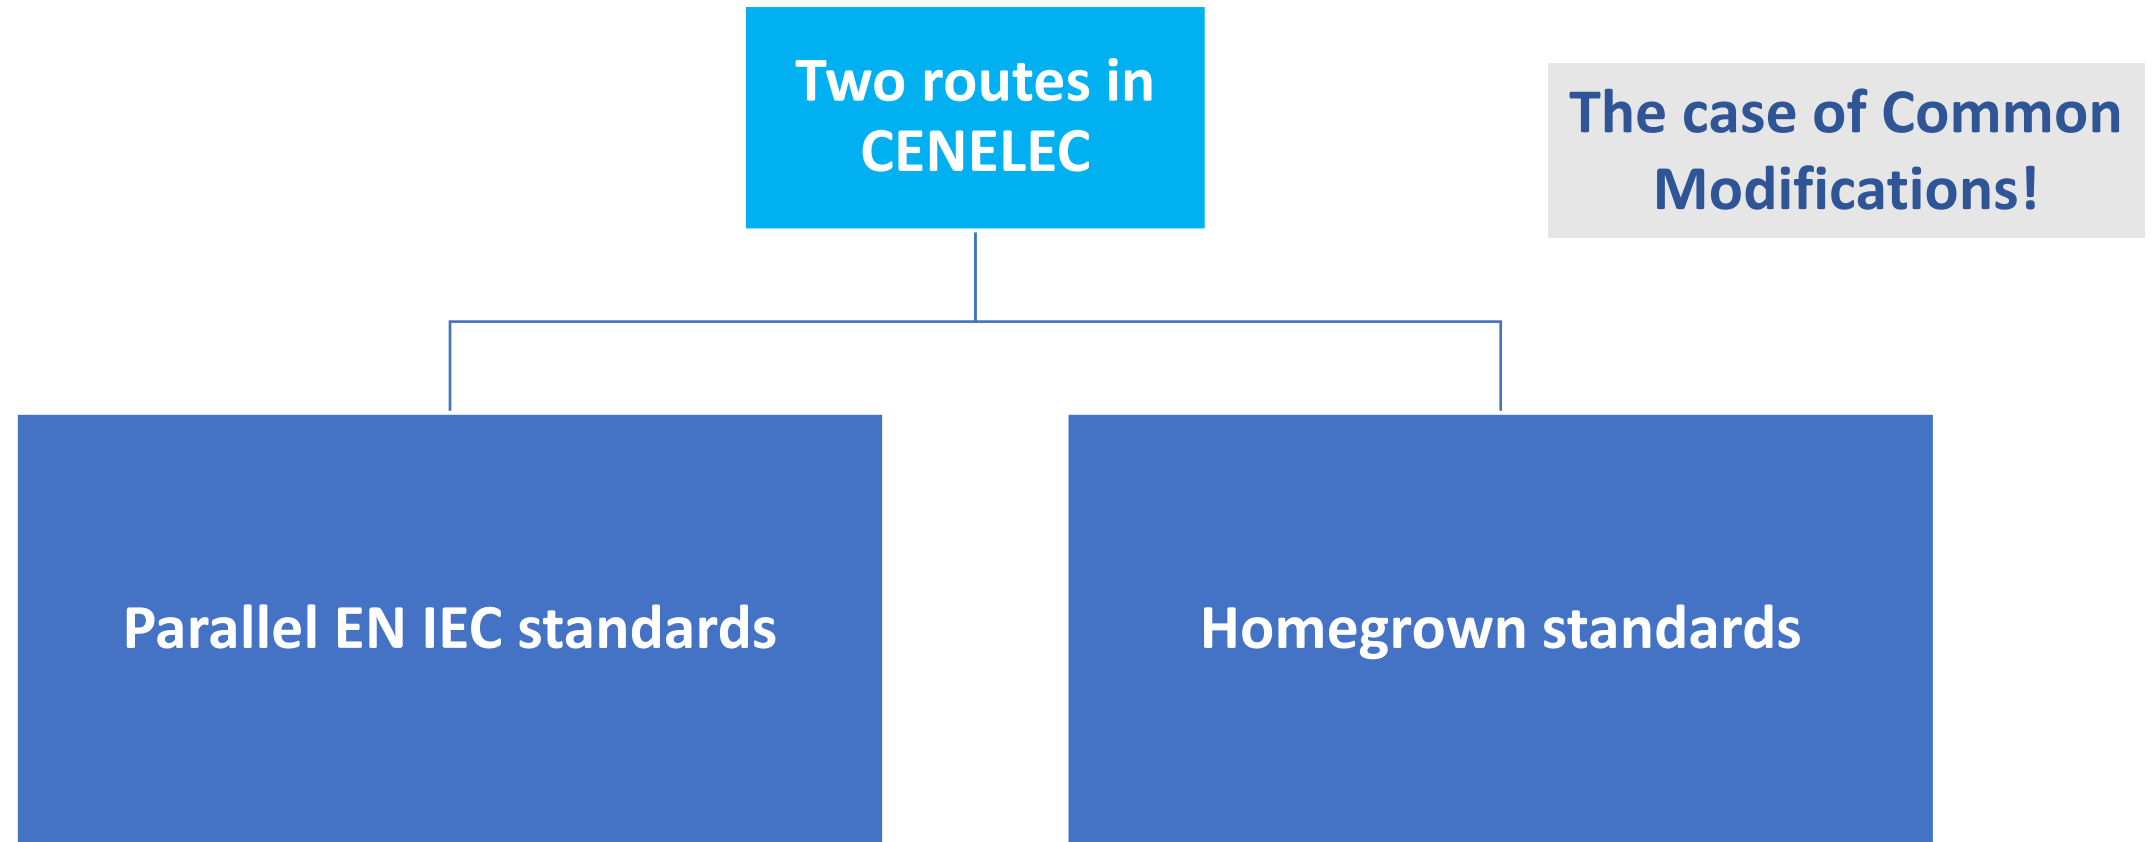 Two routes in
CENELEC
The case of Common
Modifications!
Parallel EN IEC standards
Homegrown standards